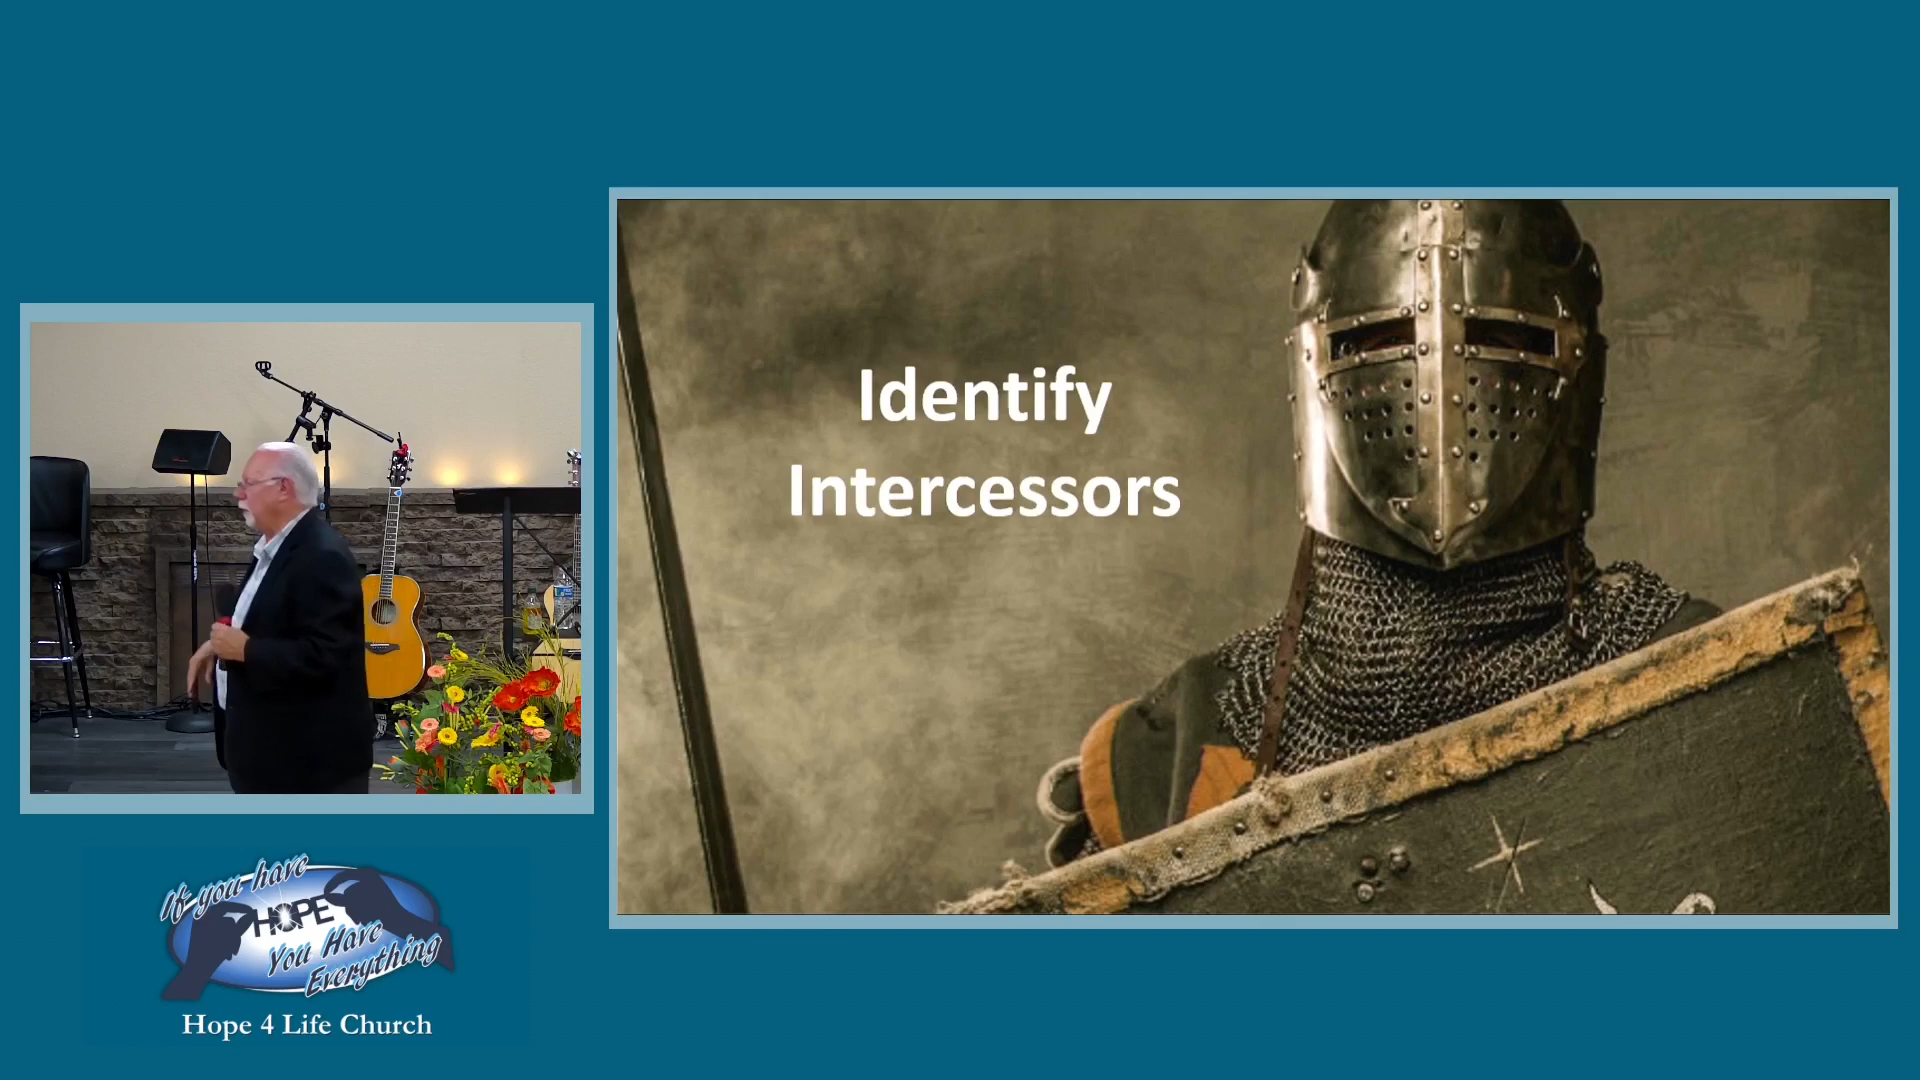 Identify
Intercessors
If you have
HOPE
You Have
Everything
Hope 4 Life Church